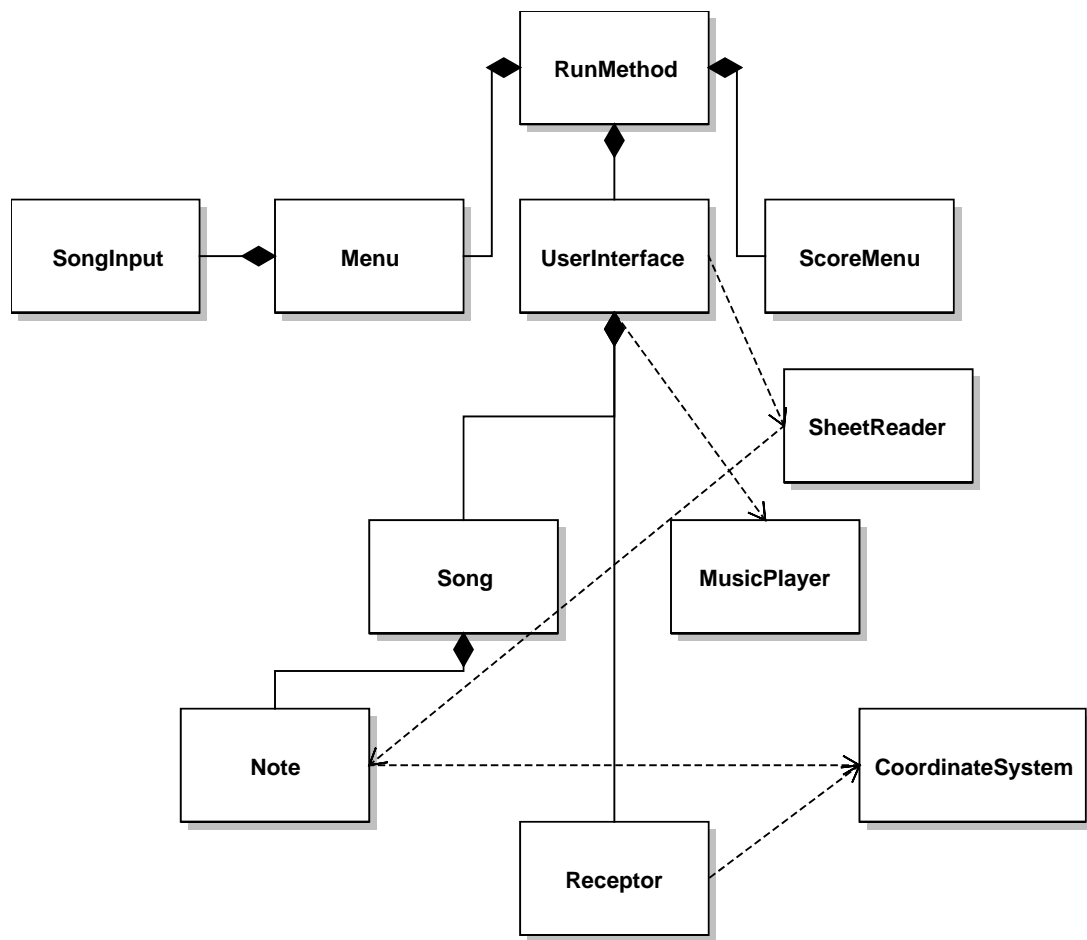 RunMethod
SongInput
Menu
UserInterface
ScoreMenu
SheetReader
Song
MusicPlayer
Note
CoordinateSystem
Receptor